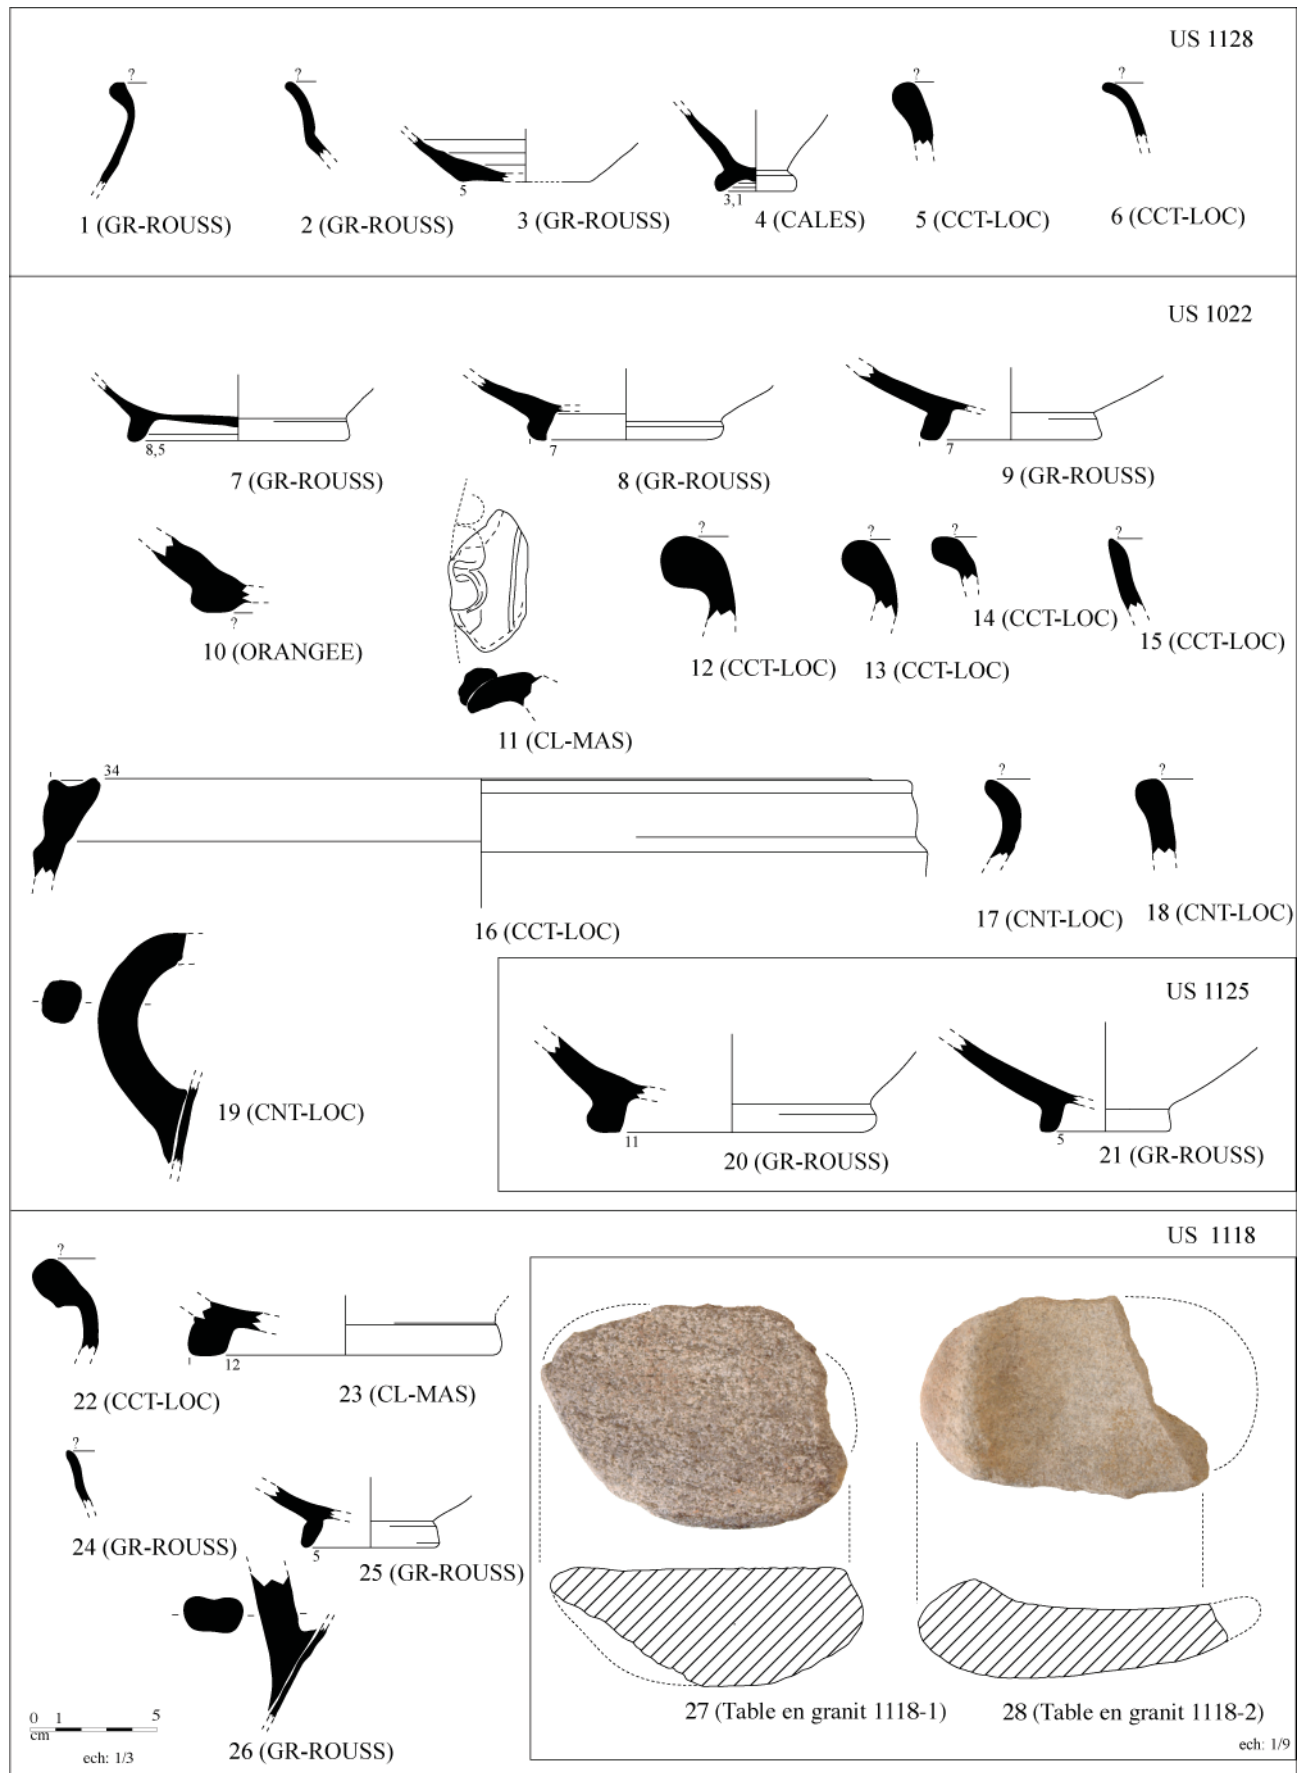 US 1128
?
?
?
?
5
3,1
1 (GR-ROUSS)
2 (GR-ROUSS)
3 (GR-ROUSS)
4 (CALES)
5 (CCT-LOC)
6 (CCT-LOC)
US 1022
8,5
7
7
7 (GR-ROUSS)
8 (GR-ROUSS)
9 (GR-ROUSS)
?
?
?
?
?
10 (ORANGEE)
11 (CL-MAS)
12 (CCT-LOC)
13 (CCT-LOC)
14 (CCT-LOC)
15 (CCT-LOC)
34
?
?
16 (CCT-LOC)
17 (CNT-LOC)
18 (CNT-LOC)
19 (CNT-LOC)
US 1125
11
5
20 (GR-ROUSS)
21 (GR-ROUSS)
US 1118
?
12
22 (CCT-LOC)
23 (CL-MAS)
?
5
24 (GR-ROUSS)
25 (GR-ROUSS)
26 (GR-ROUSS)
0 1 5
cm
ech: 1/3
27 (Table en granit 1118-1)
28 (Table en granit 1118-2)
ech: 1/9